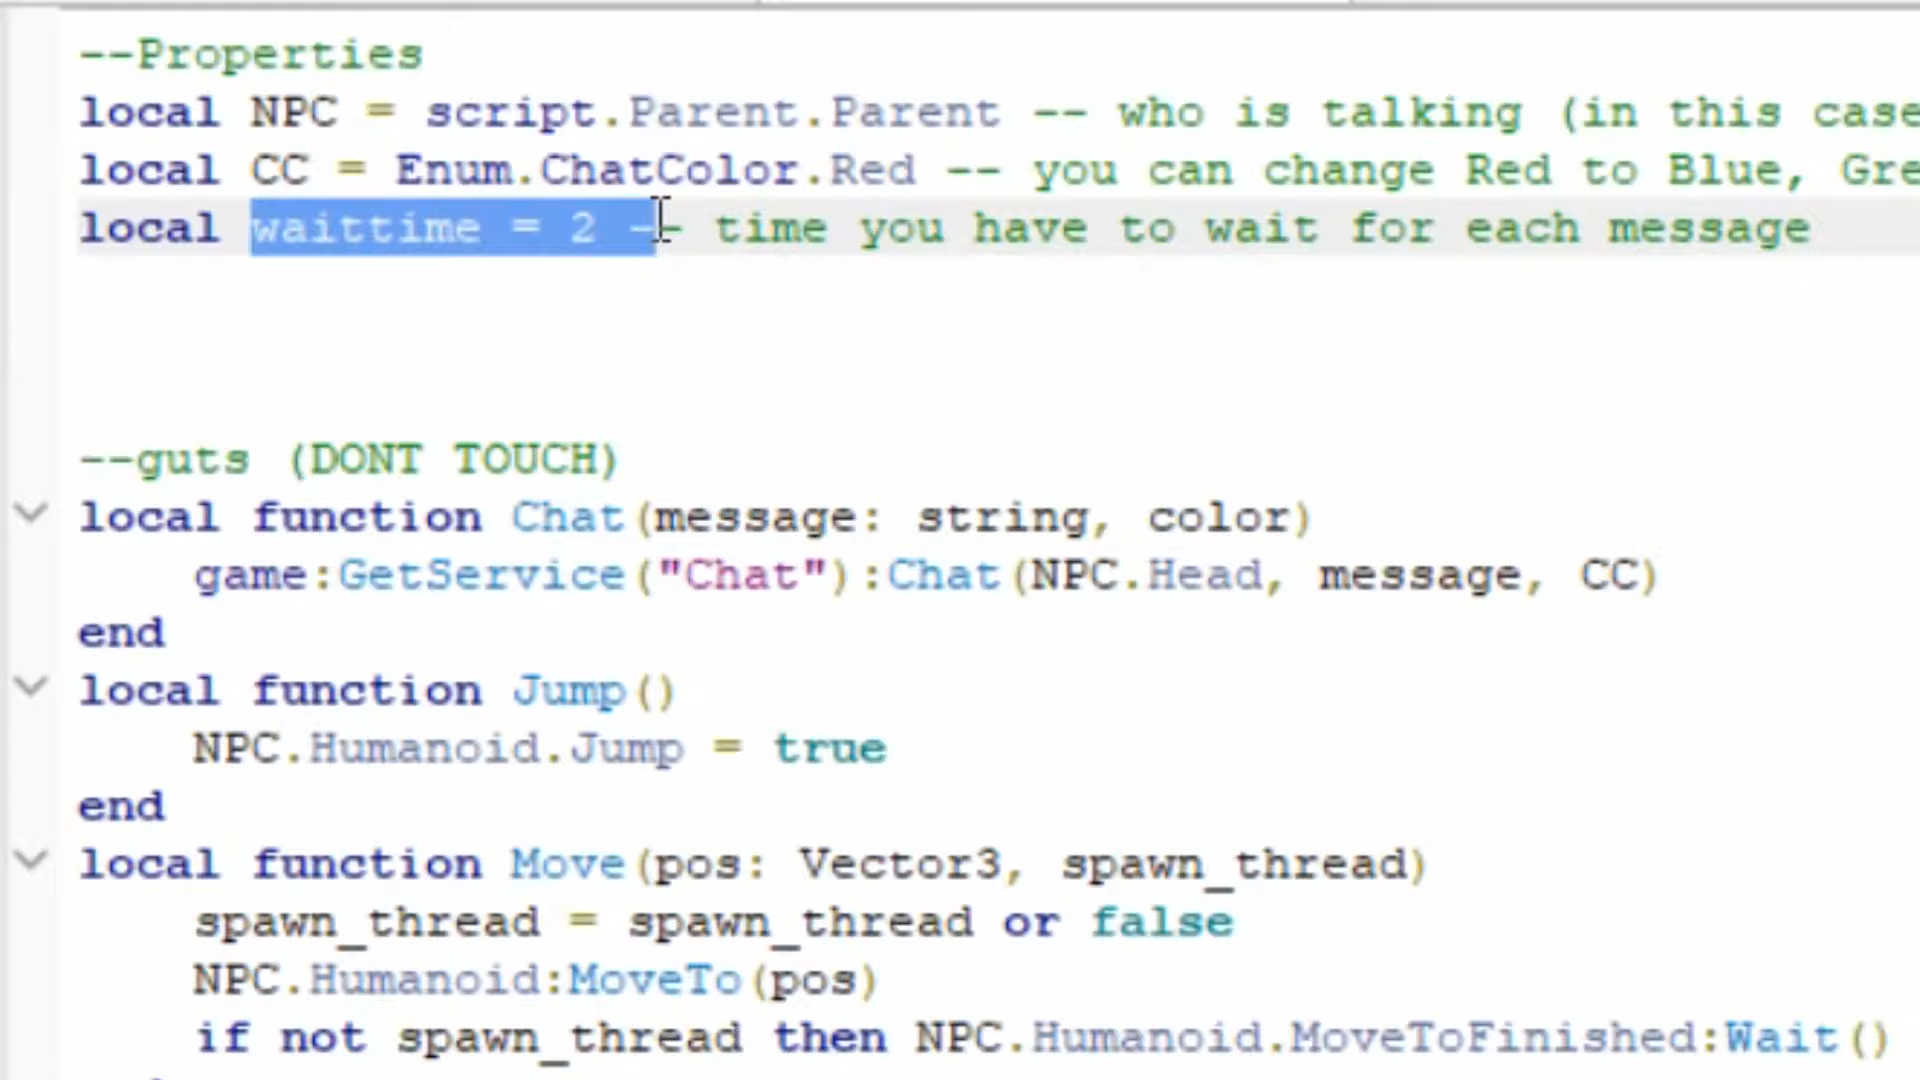 --Properties
local NPC = script.Parent.Parent -- who is talking (in this case
local CC = Enum.ChatColor.Red -- you can change Red to Blue, Gre
local waittime = 2 -- time you have to wait for each message
--guts (DONT TOUCH)
local function Chat(message: string, color)
game:GetService("Chat"):Chat(NPC.Head, message, CC)
end
local function Jump()
NPC.Humanoid.Jump = true
end
local function Move(pos: Vector3, spawn_thread)
spawn_thread = spawn_thread or false
NPC.Humanoid:MoveTo(pos)
if not spawn_thread then NPC.Humanoid.MoveToFinished:Wait()